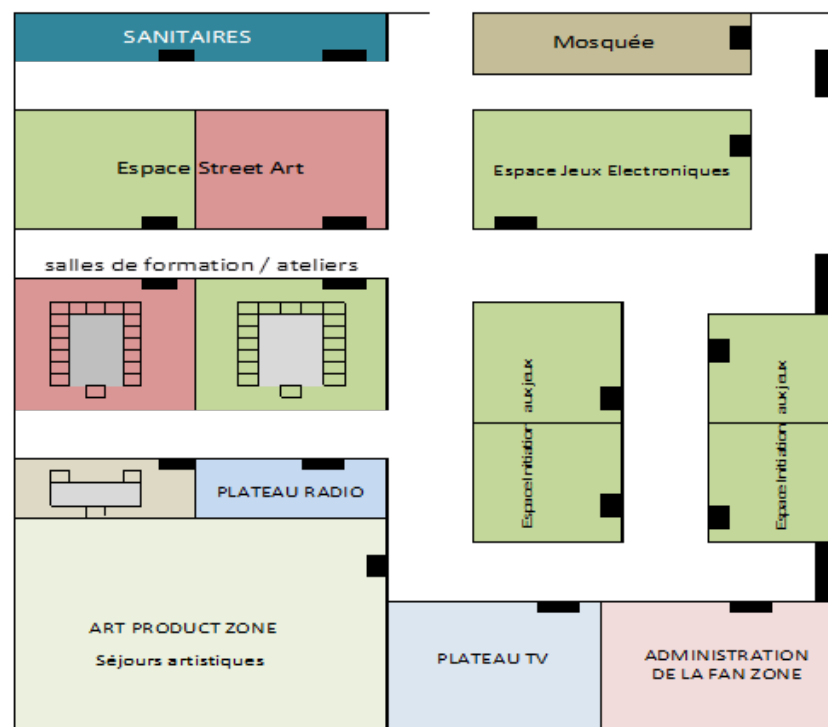 SANITAIRES
Mosquée
Espace Street Art
Espace Jeux Electroniques
salles de formation / ateliers
Espace Initiation aux jeux
Espace Initiation aux jeux
PLATEAU RADIO
ART PRODUCT ZONE
Séjours artistiques
PLATEAU TV
ADMINISTRATION
DE LA FAN ZONE